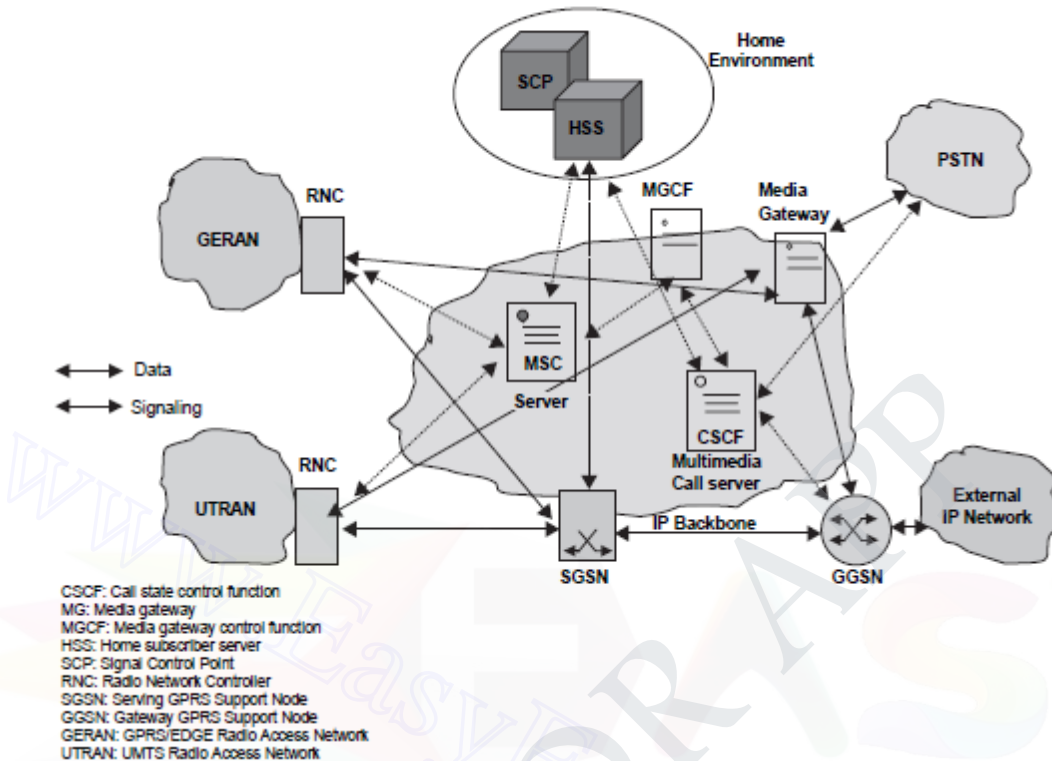 Home
Environment
SCP
HSS
PSTN
RNC
MGCF
Media
Gateway
GERAN
MSC
Data
Server
Signaling
CSCF
RNC
Multimedia
Call server
UTRAN
IP Backbone
External
IP Network
SGSN
GGSN
CSCF: Call state control function
MG: Media gateway
MGCF: Media gateway control function
HSS: Home subscriber server
SCP: Signal Control Point
RNC: Radio Network Controller
SGSN: Serving GPRS Support Node
GGSN: Gateway GPRS Support Node
GERAN: GPRS/EDGE Radio Access Network
UTRAN: UMTS Radio Access Network